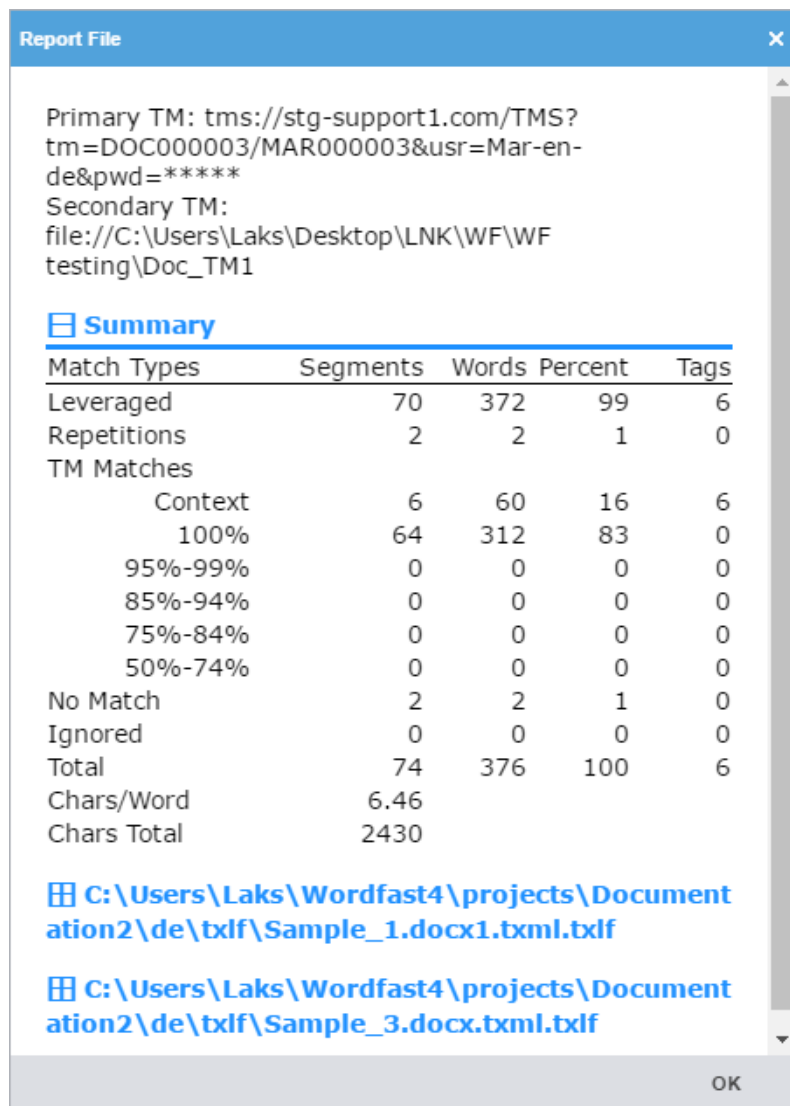 Report File
Primary TM: tms://stg-support1.com/TMS?
tm=DOC000003/MAR000003&usr=Mar-en-
de&pwd=*****
Secondary TM:
file://C:\Users\Laks\Desktop\LNK\WF\WF
testing\Doc_TM1
Summary
Match Types Segments Words Percent Tags
Leveraged 70 372 99 6
Repetitions 2 2 1 0
TM Matches
Context 6 60 16 6
100% 64 312 83 0
95%-99% 0 0 0 0
85%-94% 0 0 0 0
75%-84% 0 0 0 0
50%-74% 0 0 0 0
No Match 2 2 1 0
Ignored 0 0 0 0
Total 74 376 100 6
Chars/Word 6.46
Chars Total 2430
C:\Users\Laks\Wordfast4\projects\Document
ation2\de\txlf\Sample_1.docx1.txml.txlf
C:\Users\Laks\Wordfast4\projects\Document
ation2\de\txlf\Sample_3.docx.txml.txlf
OK